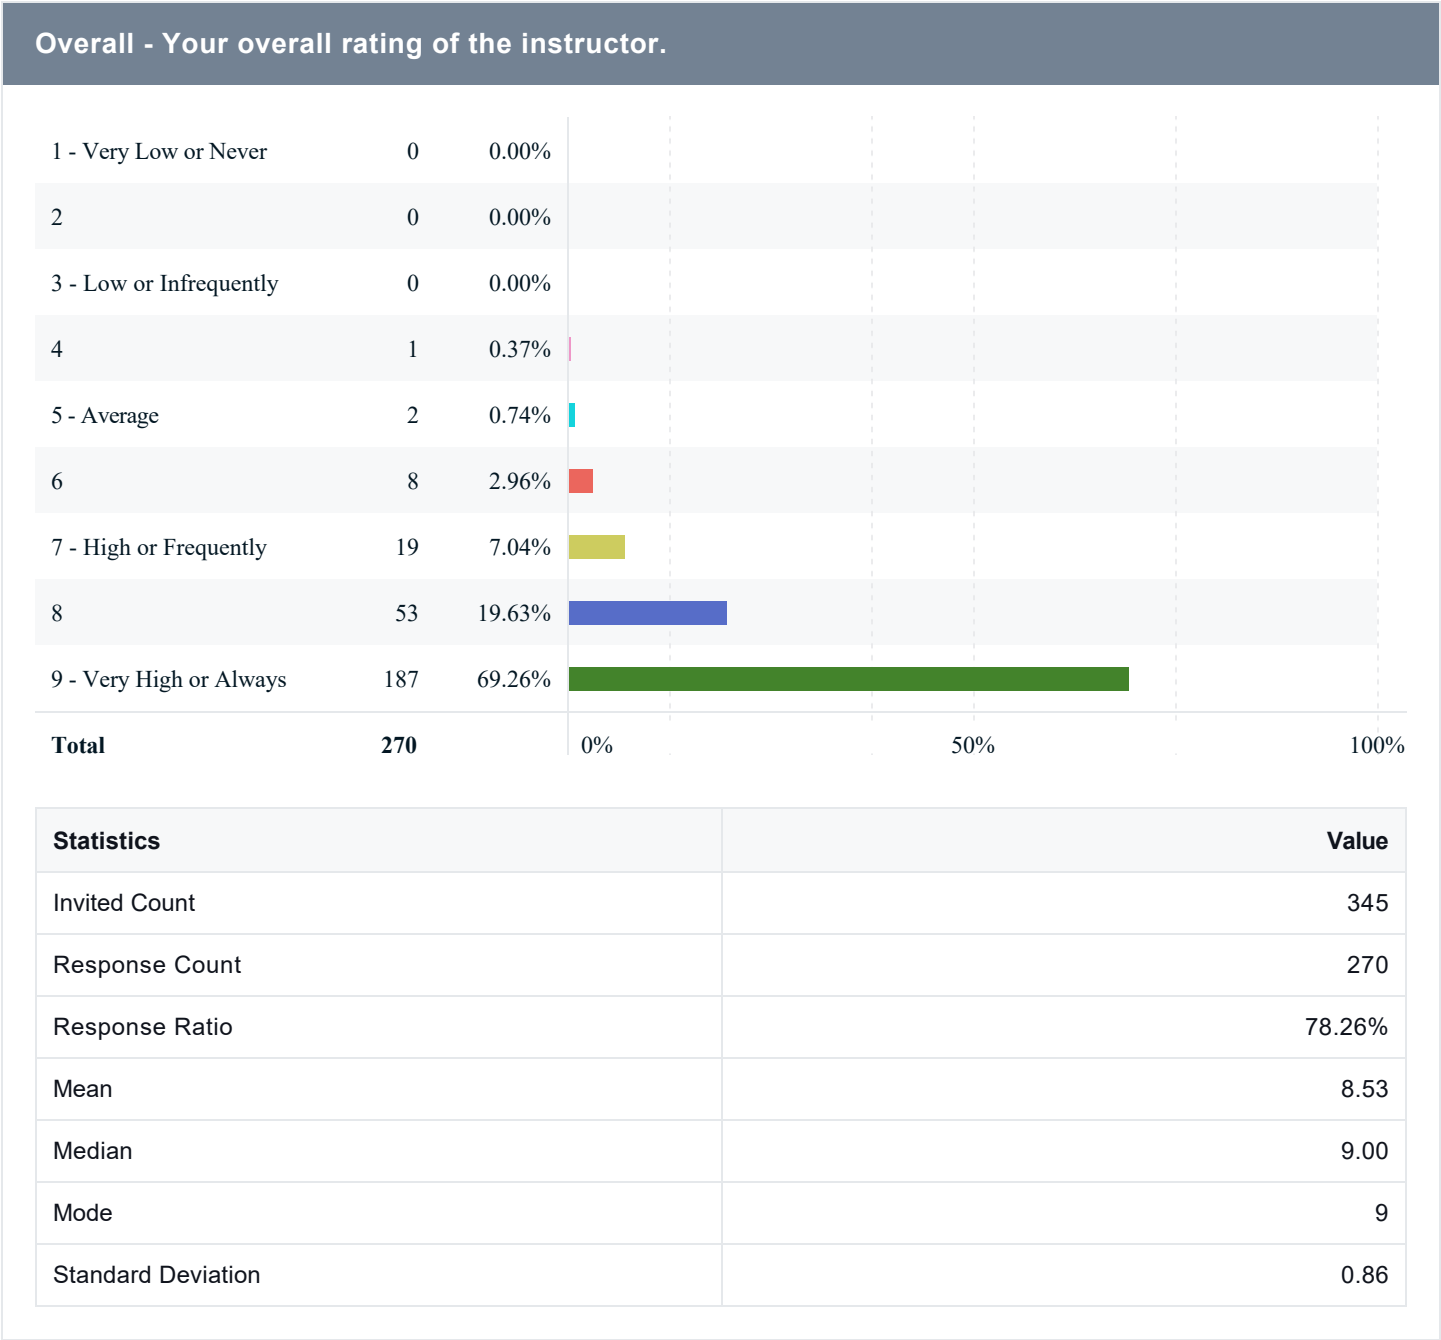 Overall - Your overall rating of the instructor.
1 - Very Low or Never 0 0.00%
2 0 0.00%
3 - Low or Infrequently 0 0.00%
4 1 0.37%
5 - Average 2 0.74%
6 8 2.96%
7 - High or Frequently 19 7.04%
8 53 19.63%
9 - Very High or Always 187 69.26%
Total 270 0% 50% 100%
Statistics Value
Invited Count 345
Response Count 270
Response Ratio 78.26%
Mean 8.53
Median 9.00
Mode 9
Standard Deviation 0.86